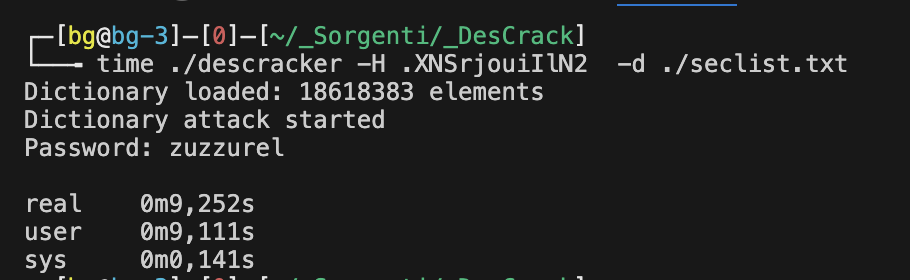 ┌─[bg@bg-3]─[0]─[~/_Sorgenti/_DesCrack]
└──╼ time ./descracker -H .XNSrjouiIlN2  -d ./seclist.txt
Dictionary loaded: 18618383 elements
Dictionary attack started
Password: zuzzurel

real    0m9,252s
user    0m9,111s
sys     0m0,141s